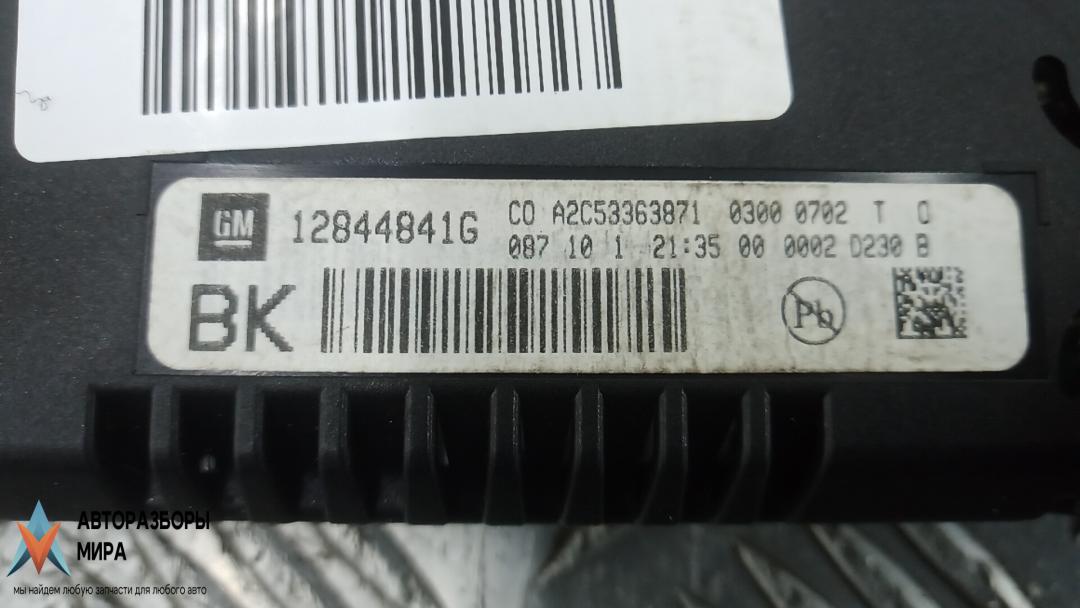 GM
12844841G
BK
CO A2C53363871 0300 0702 T 0
087 10 1 21:35 00 0002 D230 B
Pb
АВТОРАЗБОРЫ
МИРА
мы найдем любую запчасти для любого авто